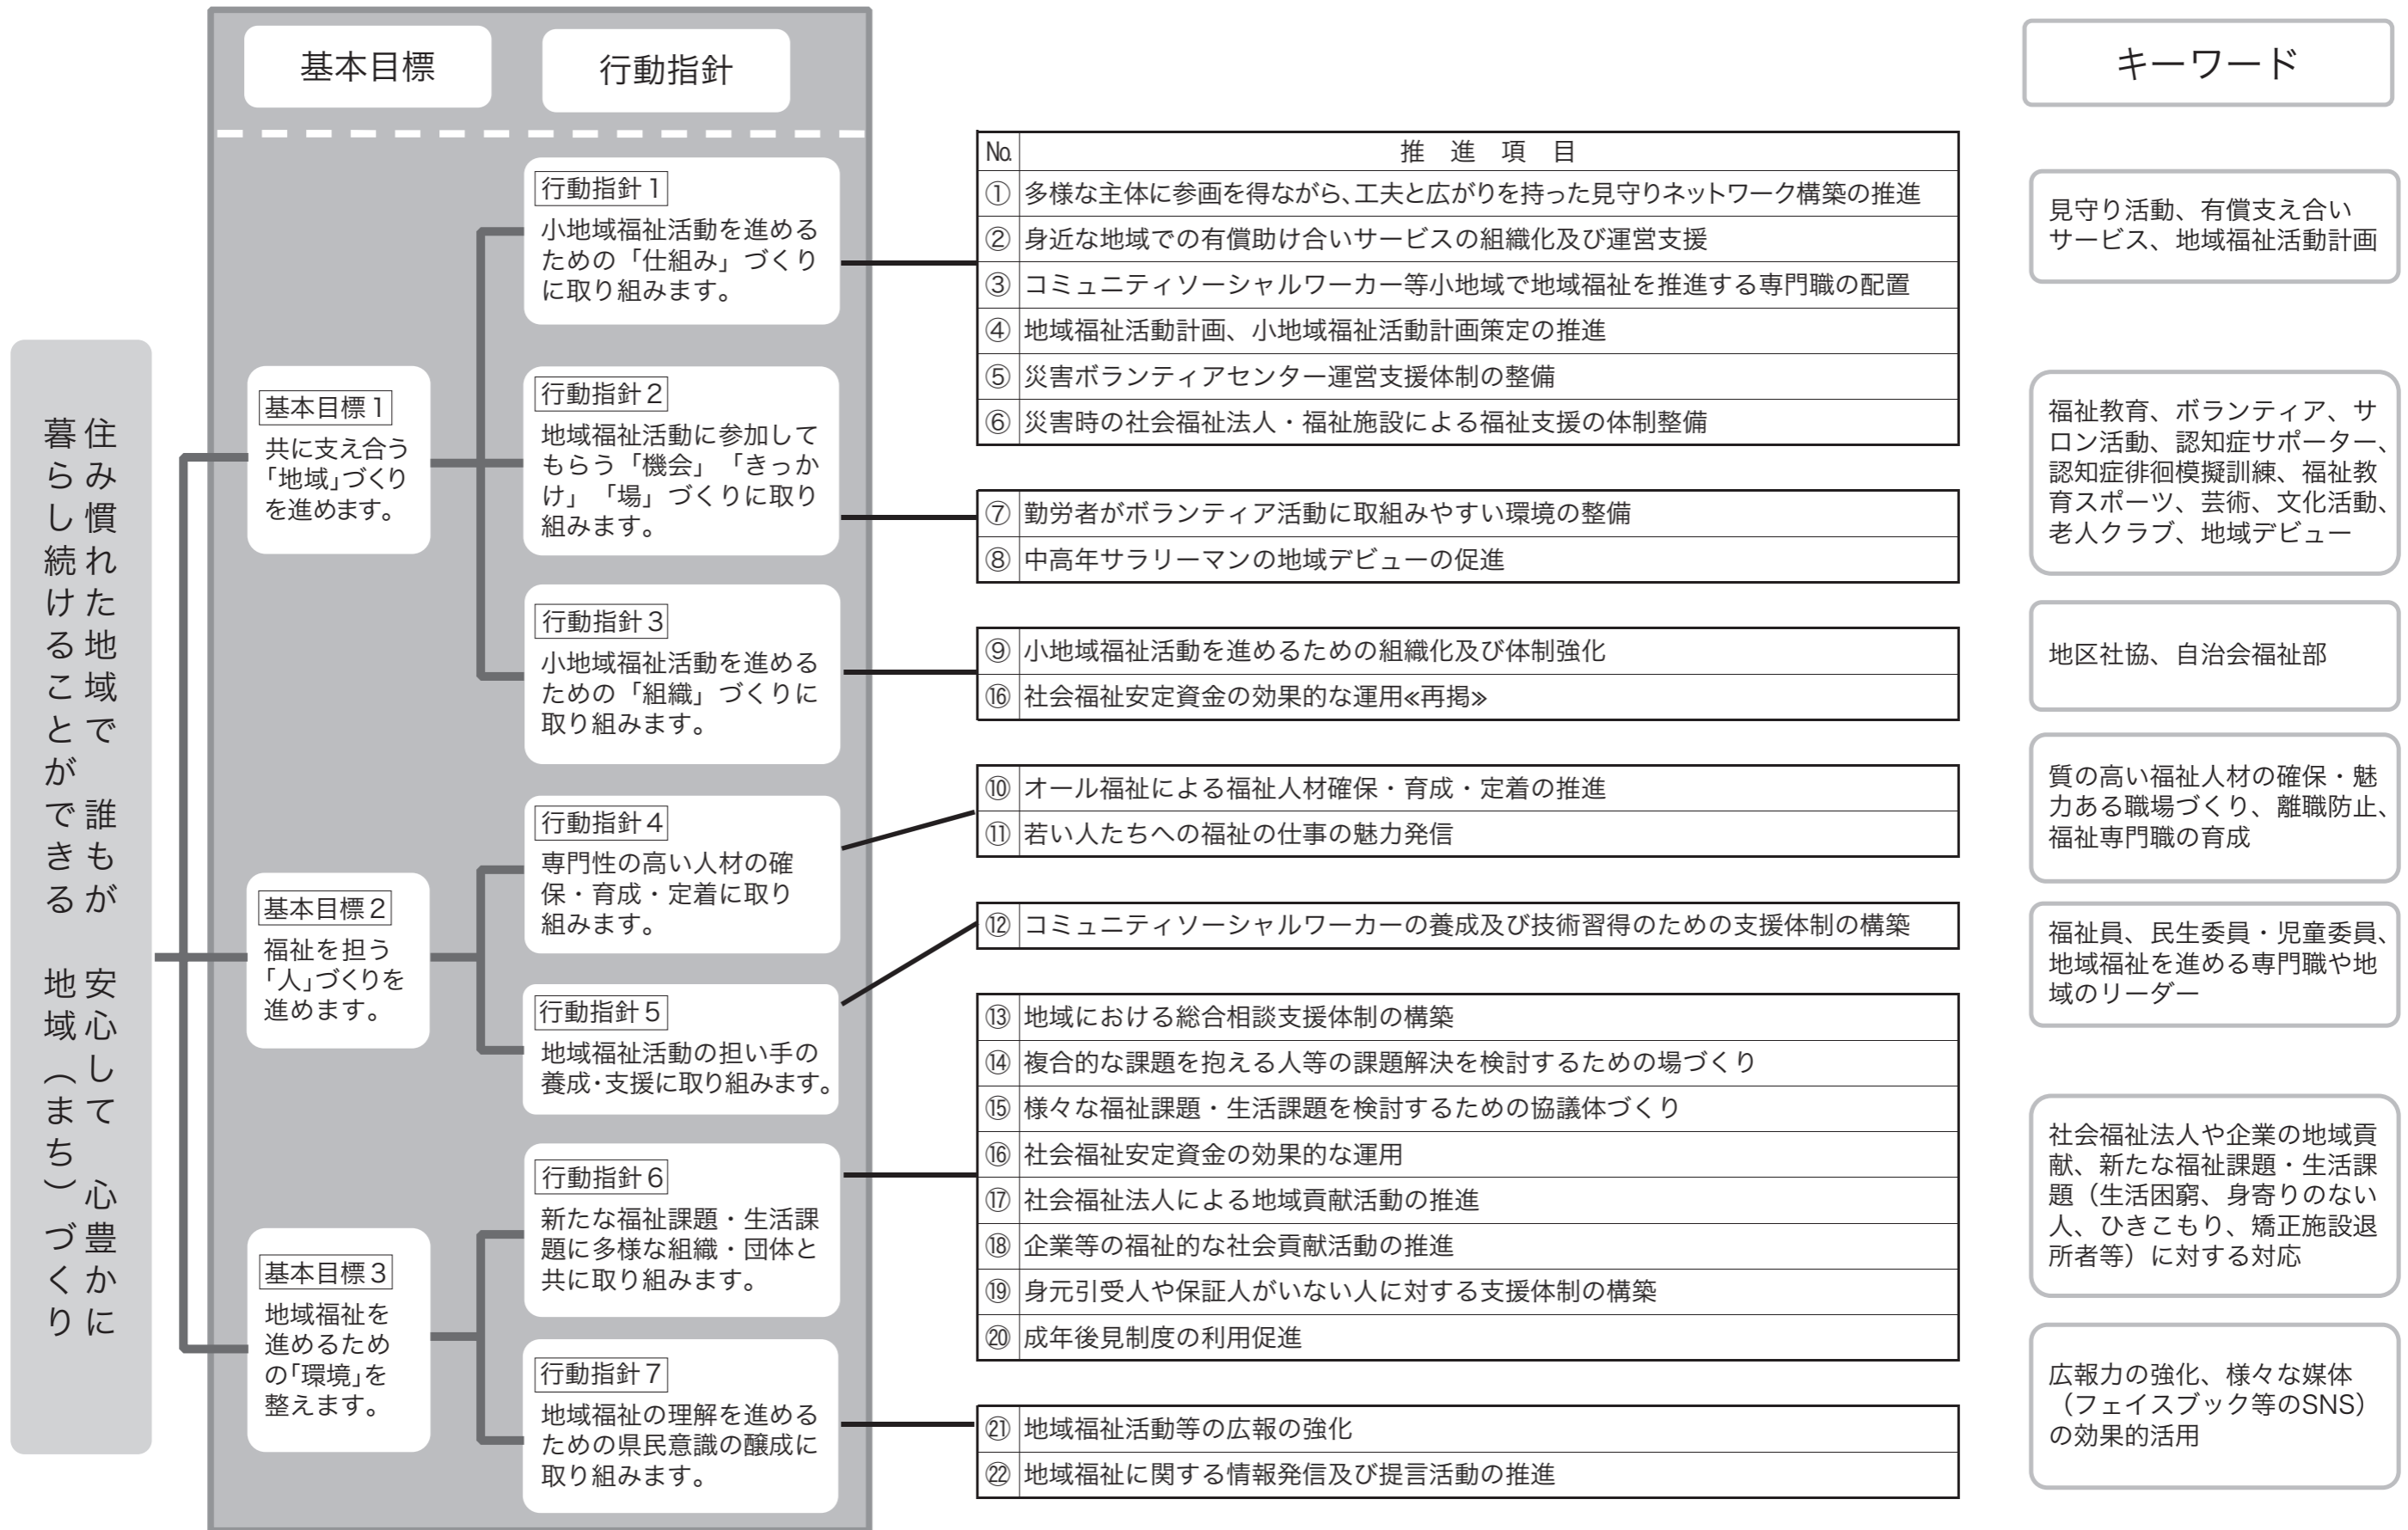 基本目標
行動指針
キーワード
住み慣れた地域で　誰もが　安心して　心豊かに
暮らし続けることができる　地域（まち）づくり
基本目標１
共に支え合う
「地域」づくり
を進めます。
基本目標２
福祉を担う
「人」づくりを
進めます。
基本目標３
地域福祉を
進めるため
の「環境」を
整えます。
行動指針１
小地域福祉活動を進める
ための「仕組み」づくり
に取り組みます。
行動指針２
地域福祉活動に参加して
もらう「機会」「きっか
け」「場」づくりに取り
組みます。
行動指針３
小地域福祉活動を進める
ための「組織」づくりに
取り組みます。
行動指針４
専門性の高い人材の確
保・育成・定着に取り
組みます。
行動指針５
地域福祉活動の担い手の
養成・支援に取り組みます。
行動指針６
新たな福祉課題・生活課
題に多様な組織・団体と
共に取り組みます。
行動指針７
地域福祉の理解を進める
ための県民意識の醸成に
取り組みます。
№ 推　進　項　目
① 多様な主体に参画を得ながら、工夫と広がりを持った見守りネットワーク構築の推進
② 身近な地域での有償助け合いサービスの組織化及び運営支援
③ コミュニティソーシャルワーカー等小地域で地域福祉を推進する専門職の配置
④ 地域福祉活動計画、小地域福祉活動計画策定の推進
⑤ 災害ボランティアセンター運営支援体制の整備
⑥ 災害時の社会福祉法人・福祉施設による福祉支援の体制整備
⑦ 勤労者がボランティア活動に取組みやすい環境の整備
⑧ 中高年サラリーマンの地域デビューの促進
⑨ 小地域福祉活動を進めるための組織化及び体制強化
⑯ 社会福祉安定資金の効果的な運用≪再掲≫
⑩ オール福祉による福祉人材確保・育成・定着の推進
⑪ 若い人たちへの福祉の仕事の魅力発信
⑫ コミュニティソーシャルワーカーの養成及び技術習得のための支援体制の構築
⑬ 地域における総合相談支援体制の構築
⑭ 複合的な課題を抱える人等の課題解決を検討するための場づくり
⑮ 様々な福祉課題・生活課題を検討するための協議体づくり
⑯ 社会福祉安定資金の効果的な運用
⑰ 社会福祉法人による地域貢献活動の推進
⑱ 企業等の福祉的な社会貢献活動の推進
⑲ 身元引受人や保証人がいない人に対する支援体制の構築
⑳ 成年後見制度の利用促進
㉑ 地域福祉活動等の広報の強化
㉒ 地域福祉に関する情報発信及び提言活動の推進
見守り活動、有償支え合い
サービス、地域福祉活動計画
福祉教育、ボランティア、サ
ロン活動、認知症サポーター、
認知症徘徊模擬訓練、福祉教
育スポーツ、芸術、文化活動、
老人クラブ、地域デビュー
地区社協、自治会福祉部
質の高い福祉人材の確保・魅
力ある職場づくり、離職防止、
福祉専門職の育成
福祉員、民生委員・児童委員、
地域福祉を進める専門職や地
域のリーダー
社会福祉法人や企業の地域貢
献、新たな福祉課題・生活課
題（生活困窮、身寄りのない
人、ひきこもり、矯正施設退
所者等）に対する対応
広報力の強化、様々な媒体
（フェイスブック等のSNS）
の効果的活用